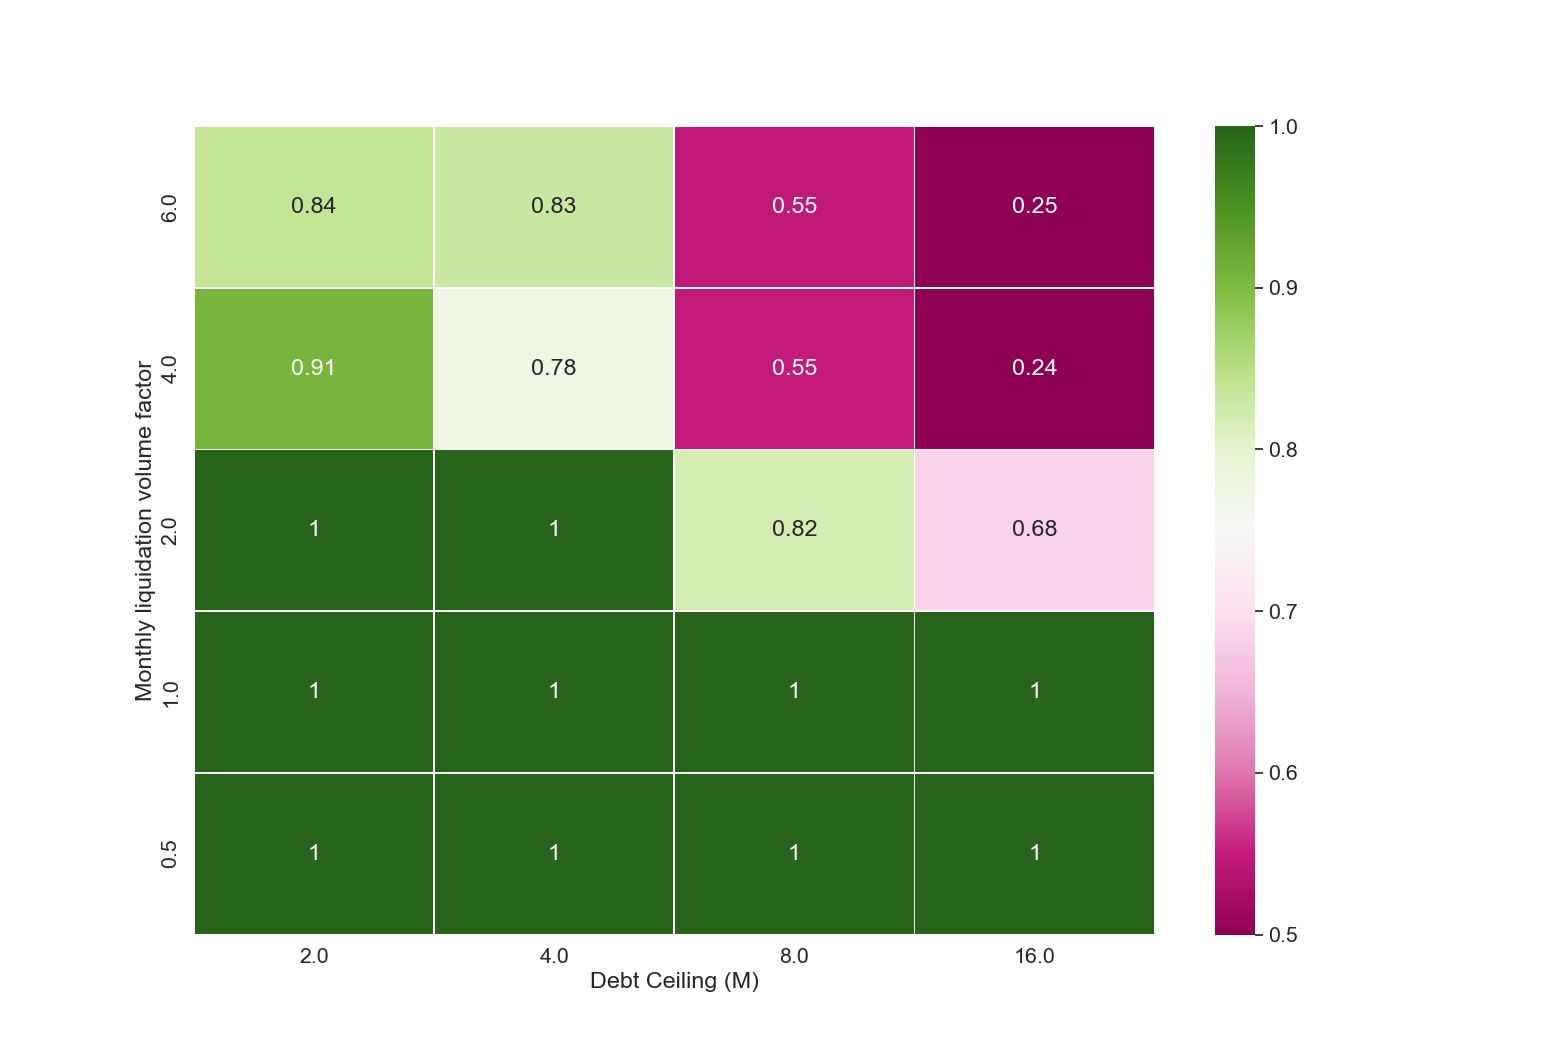 6.0 0.84 0.83 0.55 0.25
4.0 0.91 0.78 0.55 0.24
2.0 1 1 0.82 0.68
1.0 1 1 1 1
0.5 1 1 1 1
2.0 4.0 8.0 16.0
Debt Ceiling (M)
Monthly liquidation volume factor
1.0
0.9
0.8
0.7
0.6
0.5